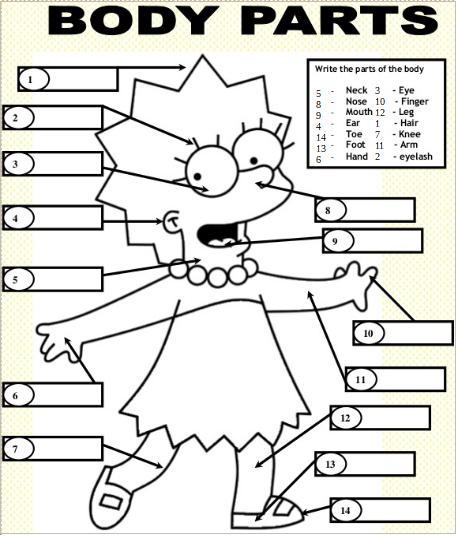 BODY PARTS
Write the parts of the body
5 - Neck 3 - Eye
8 - Nose 10 - Finger
9 - Mouth 12 - Leg
4 - Ear 1 - Hair
14 - Toe 7 - Knee
13 - Foot 11 - Arm
6 - Hand 2 - eyelash
1
2
3
4
5
6
7
8
9
10
11
12
13
14